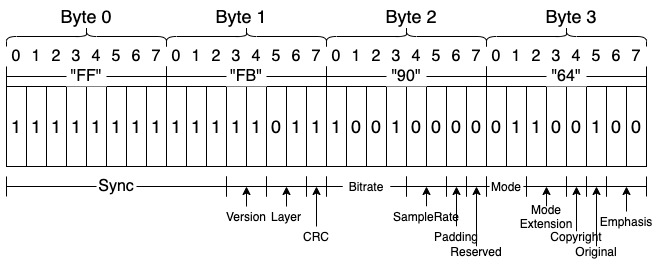 Byte 0 Byte 1 Byte 2 Byte 3
0 1 2 3 4 5 6 7 0 1 2 3 4 5 6 7 0 1 2 3 4 5 6 7 0 1 2 3 4 5 6 7
"FF" "FB" "90" "64"
1 1 1 1 1 1 1 1 1 1 1 1 1 0 1 1 1 0 0 1 0 0 0 0 0 1 1 0 0 1 0 0
Sync Bitrate Mode
Version Layer SampleRate Mode Emphasis
Extension
CRC Padding Copyright
Reserved Original